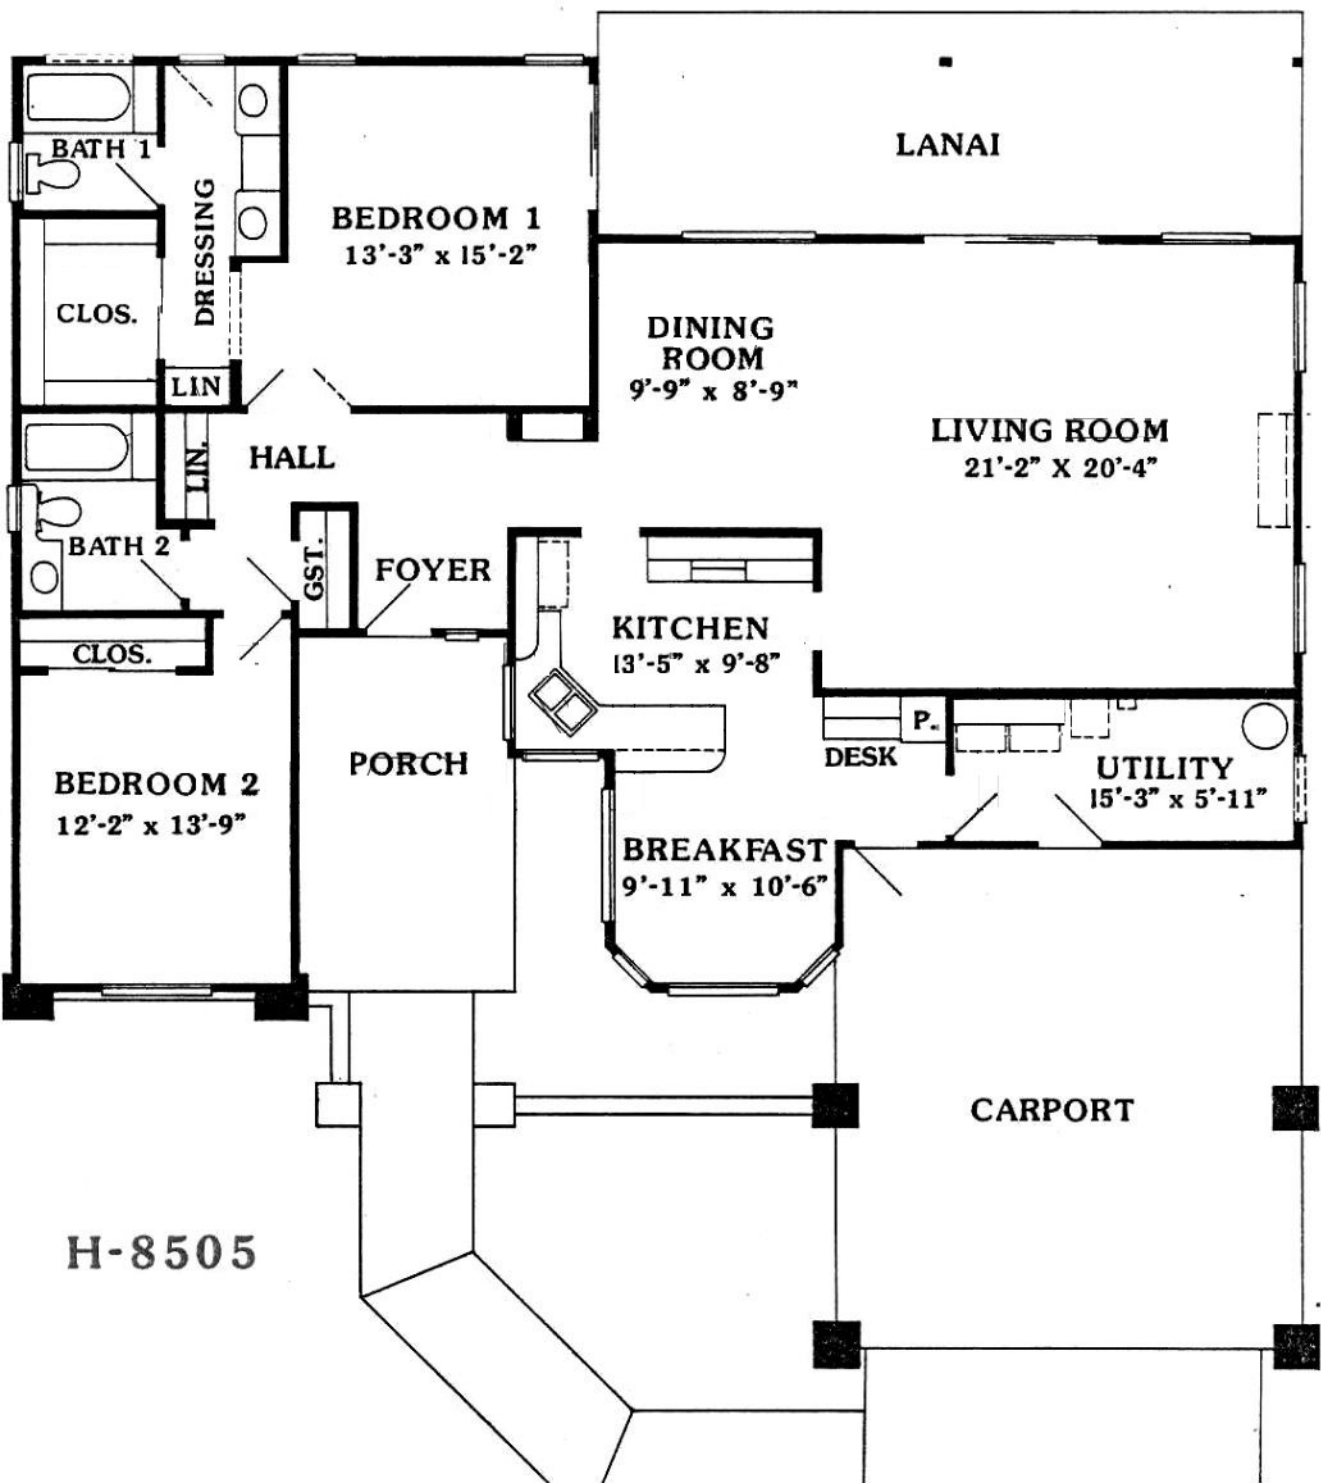 LANAI
BATH 1
DRESSING
BEDROOM 1
13'-3" x 15'-2"
CLOS.
LIN
DINING
ROOM
9'-9" x 8'-9"
LIVING ROOM
21'-2" X 20'-4"
LIN.
HALL
BATH 2
GST.
FOYER
KITCHEN
13'-5" x 9'-8"
CLOS.
P.
DESK
UTILITY
15'-3" x 5'-11"
PORCH
BEDROOM 2
12'-2" x 13'-9"
BREAKFAST
9'-11" x 10'-6"
CARPORT
H-8505